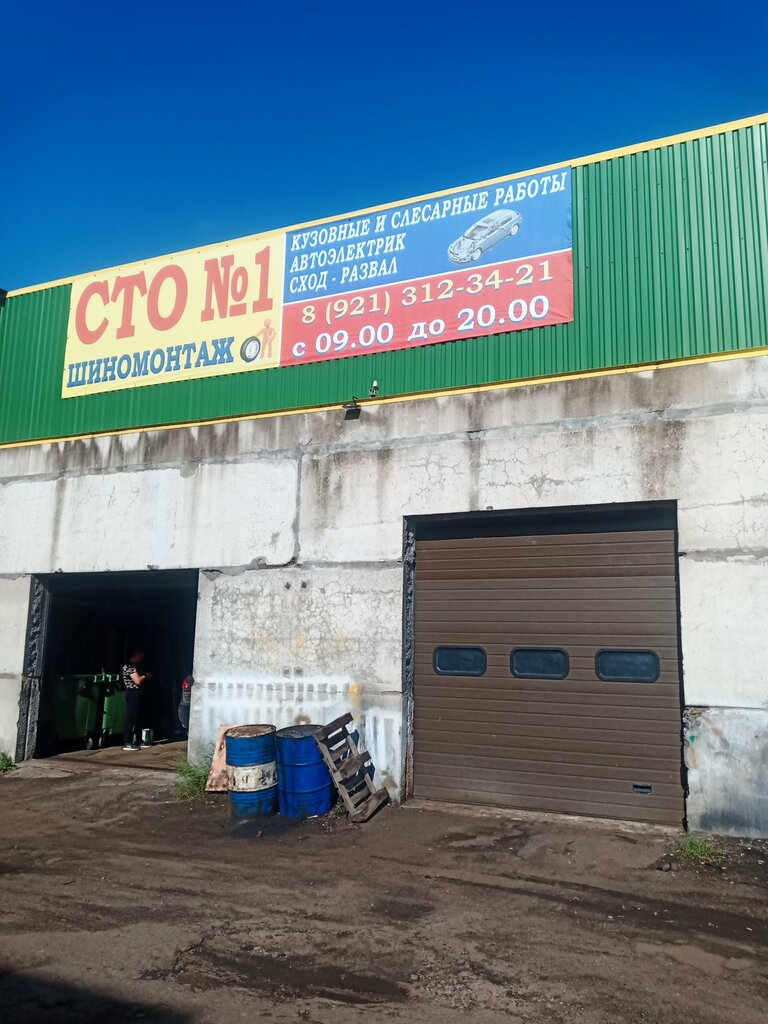 СТО №1
ШИНОМОНТАЖ
КУЗОВНЫЕ И СЛЕСАРНЫЕ РАБОТЫ
АВТОЭЛЕКТРИК
СХОД - РАЗВАЛ
8 (921) 312-34-21
с 09.00 до 20.00